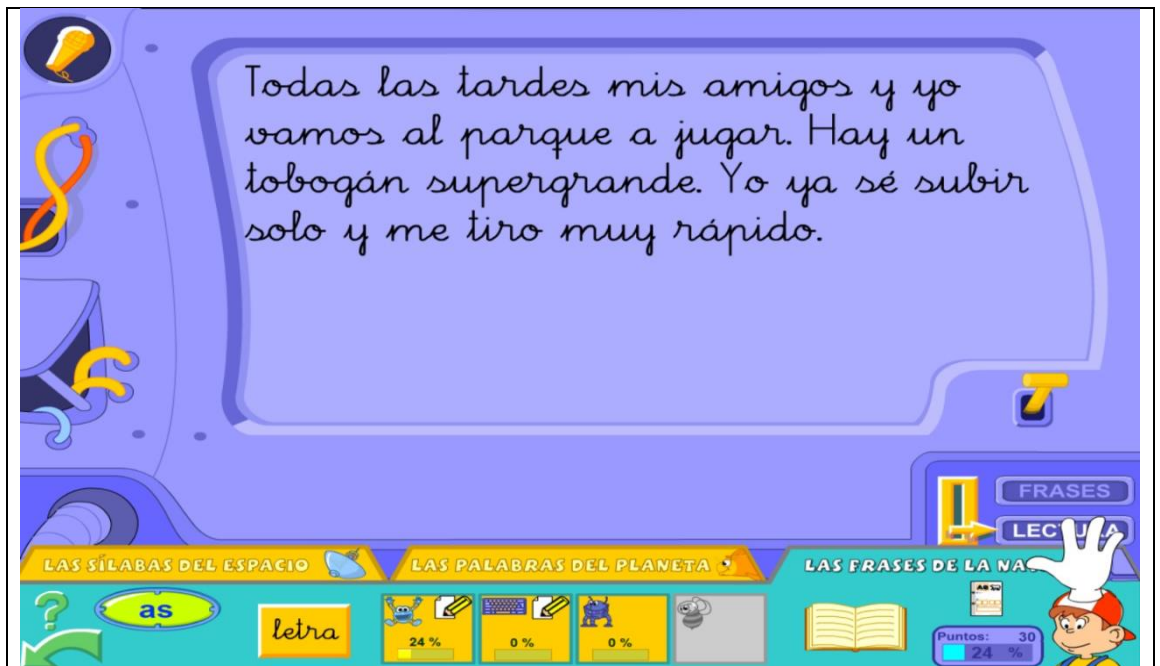 Todas las tardes mis amigos y yo
vamos al parque a jugar. Hay un
tobogán supergrande. Yo ya sé subir
solo y me tiro muy rápido.
FRASES
LECTURA
LAS SÍLABAS DEL ESPACIO
LAS PALABRAS DEL PLANETA
LAS FRASES DE LA NA
?
as
letra
24 %
0 %
0 %
Puntos: 30
24 %